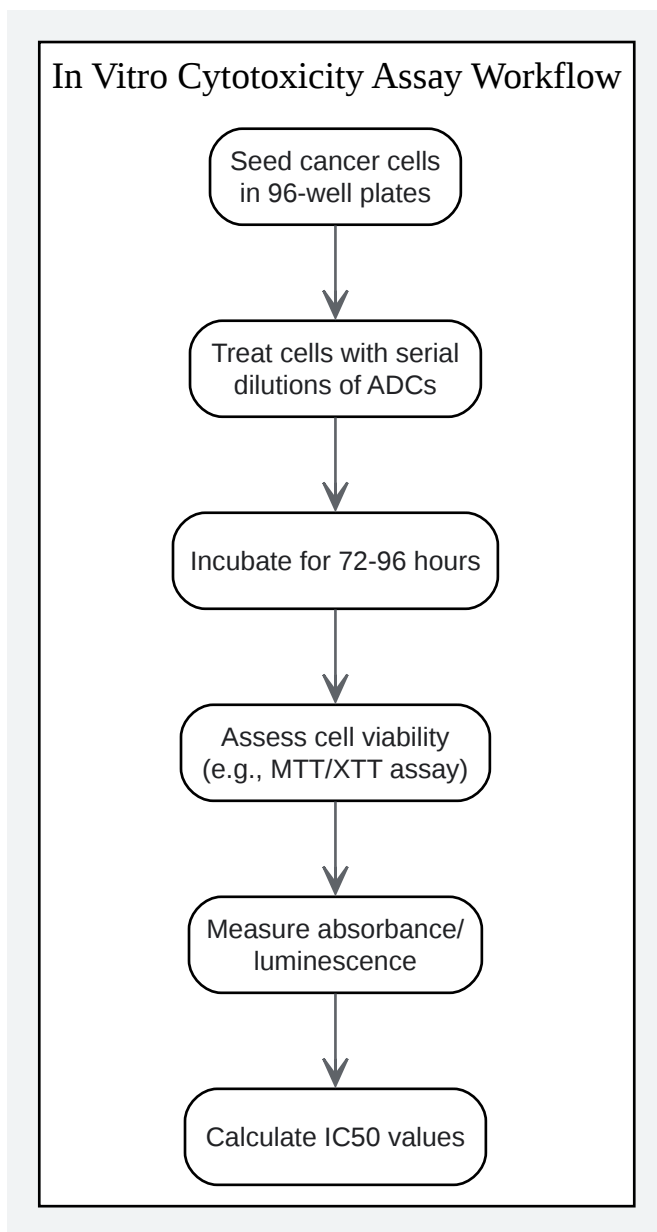 In Vitro Cytotoxicity Assay Workflow
Seed cancer cells
in 96-well plates
Treat cells with serial
dilutions of ADCs
Incubate for 72-96 hours
Assess cell viability
(e.g., MTT/XTT assay)
Measure absorbance/
luminescence
Calculate IC50 values